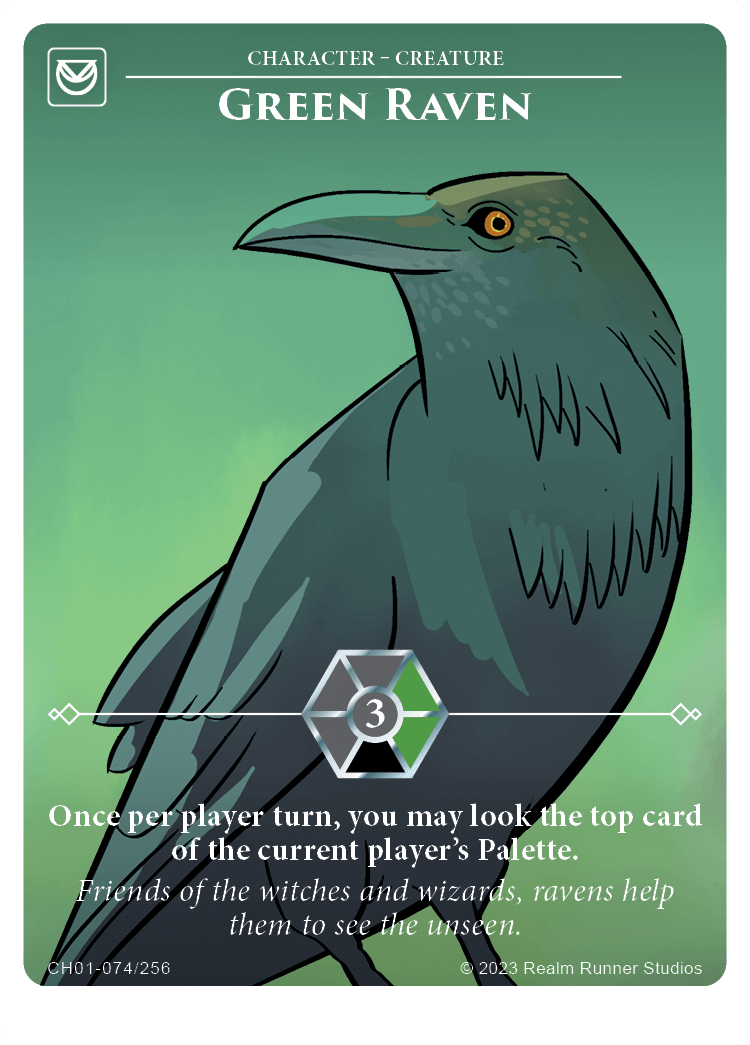 CHARACTER – CREATURE
GREEN RAVEN
3
Once per player turn, you may look the top card
of the current player's Palette.
Friends of the witches and wizards, ravens help
them to see the unseen.
CH01-074/256
© 2023 Realm Runner Studios